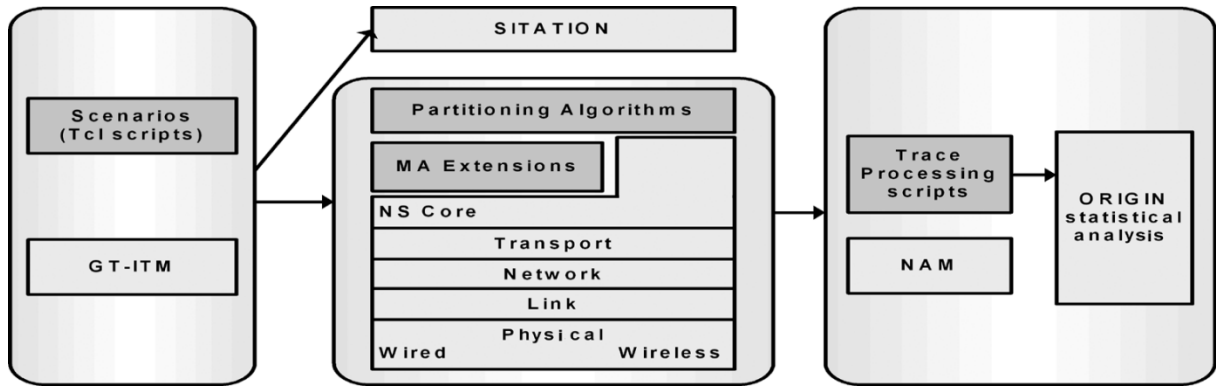 Scenarios
(Tcl scripts)
GT-ITM
SITATION
Partitioning Algorithms
MA Extensions
NS Core
Transport
Network
Link
Physical
Wired Wireless
Trace
Processing
scripts
NAM
ORIGIN
statistical
analysis